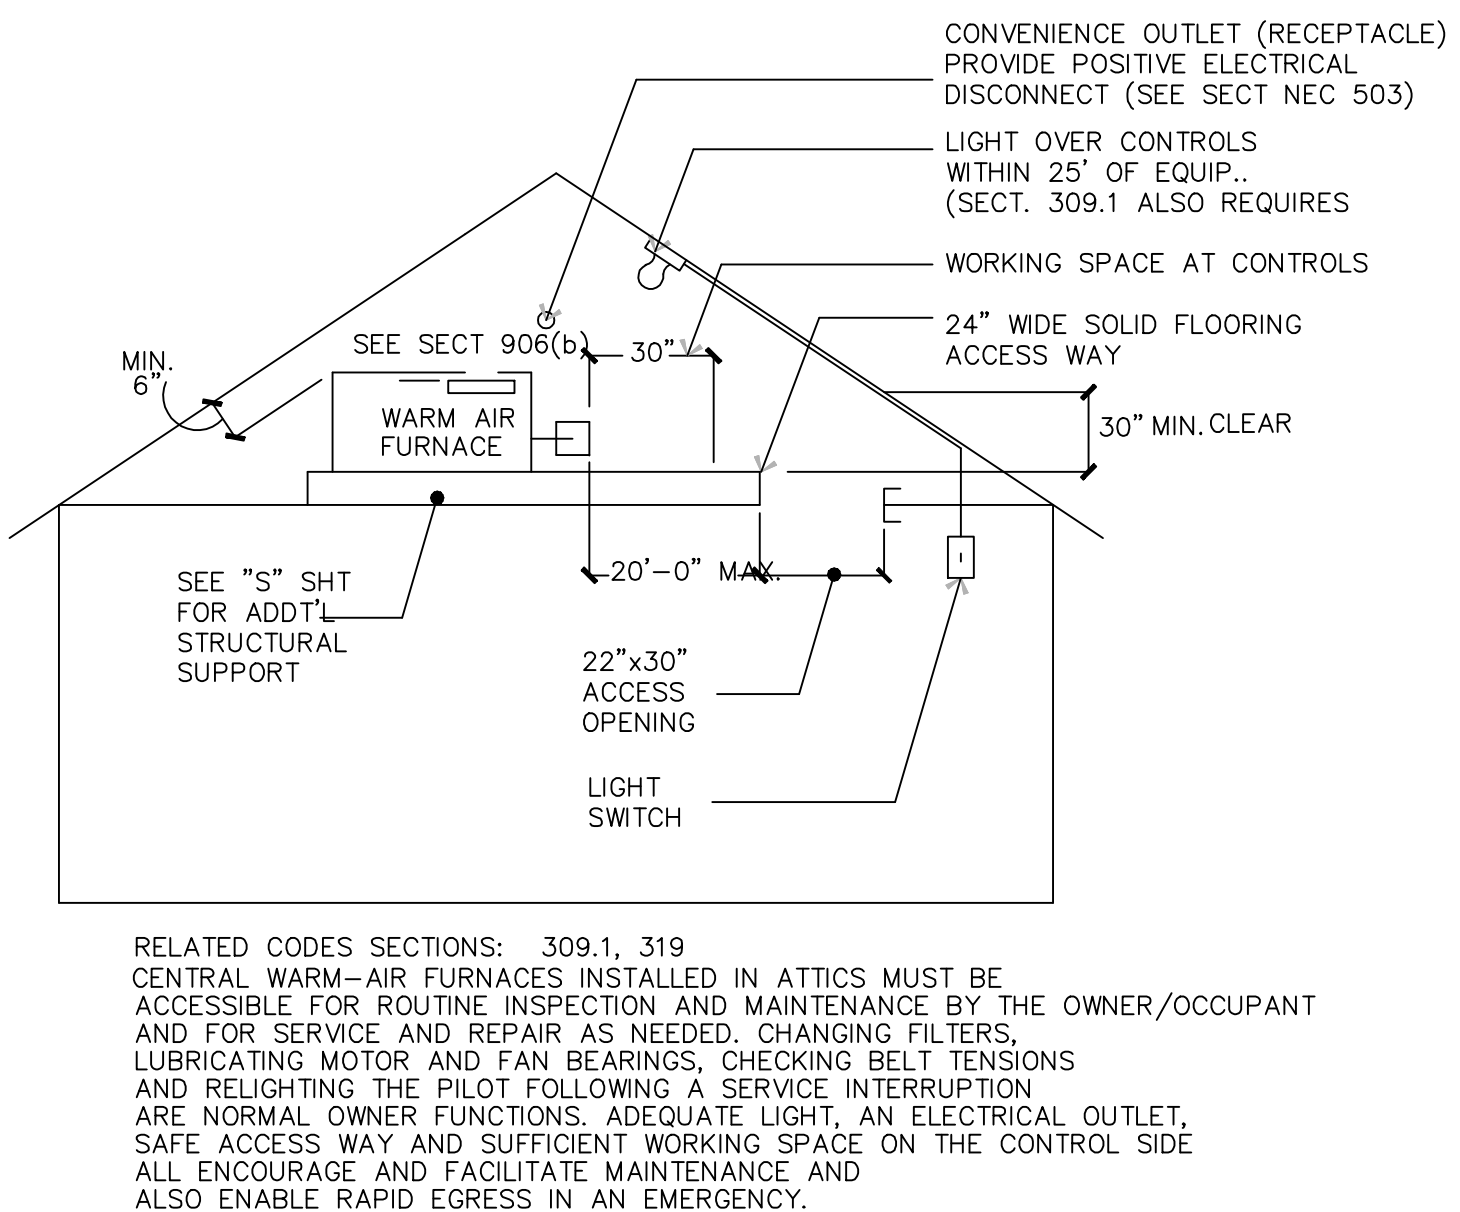 CONVENIENCE OUTLET (RECEPTACLE)
PROVIDE POSITIVE ELECTRICAL
DISCONNECT (SEE SECT NEC 503)
LIGHT OVER CONTROLS
WITHIN 25' OF EQUIP..
(SECT. 309.1 ALSO REQUIRES
WORKING SPACE AT CONTROLS
24" WIDE SOLID FLOORING
ACCESS WAY
SEE SECT 906(b)
30"
MIN.
6"
WARM AIR
FURNACE
30" MIN. CLEAR
20'-0" MAX.
SEE "S" SHT
FOR ADDT'L
STRUCTURAL
SUPPORT
22"x30"
ACCESS
OPENING
LIGHT
SWITCH
RELATED CODES SECTIONS: 309.1, 319
CENTRAL WARM-AIR FURNACES INSTALLED IN ATTICS MUST BE
ACCESSIBLE FOR ROUTINE INSPECTION AND MAINTENANCE BY THE OWNER/OCCUPANT
AND FOR SERVICE AND REPAIR AS NEEDED. CHANGING FILTERS,
LUBRICATING MOTOR AND FAN BEARINGS, CHECKING BELT TENSIONS
AND RELIGHTING THE PILOT FOLLOWING A SERVICE INTERRUPTION
ARE NORMAL OWNER FUNCTIONS. ADEQUATE LIGHT, AN ELECTRICAL OUTLET,
SAFE ACCESS WAY AND SUFFICIENT WORKING SPACE ON THE CONTROL SIDE
ALL ENCOURAGE AND FACILITATE MAINTENANCE AND
ALSO ENABLE RAPID EGRESS IN AN EMERGENCY.